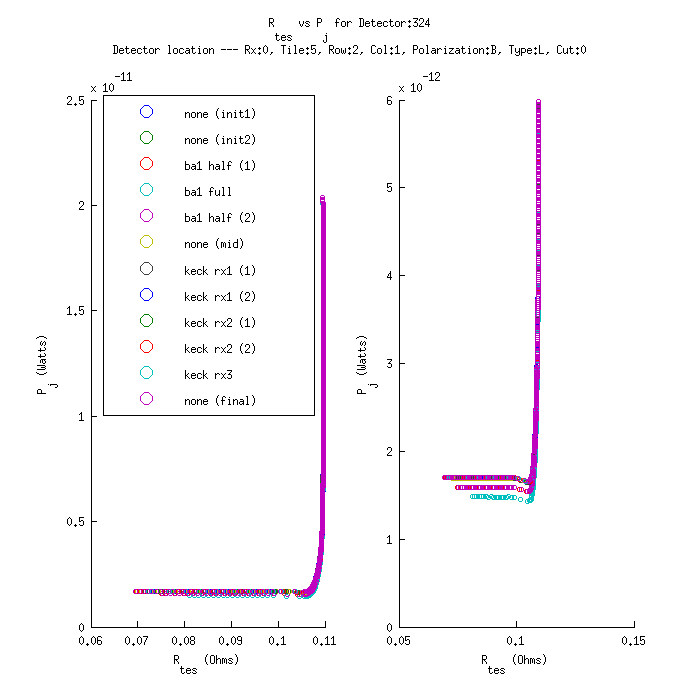 R    vs P  for Detector:324
tes     j
Detector location --- Rx:0, Tile:5, Row:2, Col:1, Polarization:B, Type:L, Cut:0
x 10^-11
2.5
2
1.5
1
0.5
0
P_j (Watts)
none (init1)
none (init2)
ba1 half (1)
ba1 full
ba1 half (2)
none (mid)
keck rx1 (1)
keck rx1 (2)
keck rx2 (1)
keck rx2 (2)
keck rx3
none (final)
0.06 0.07 0.08 0.09 0.1 0.11
R_tes (Ohms)
x 10^-12
6
5
4
3
2
1
0
P_j (Watts)
0.05 0.1 0.15
R_tes (Ohms)